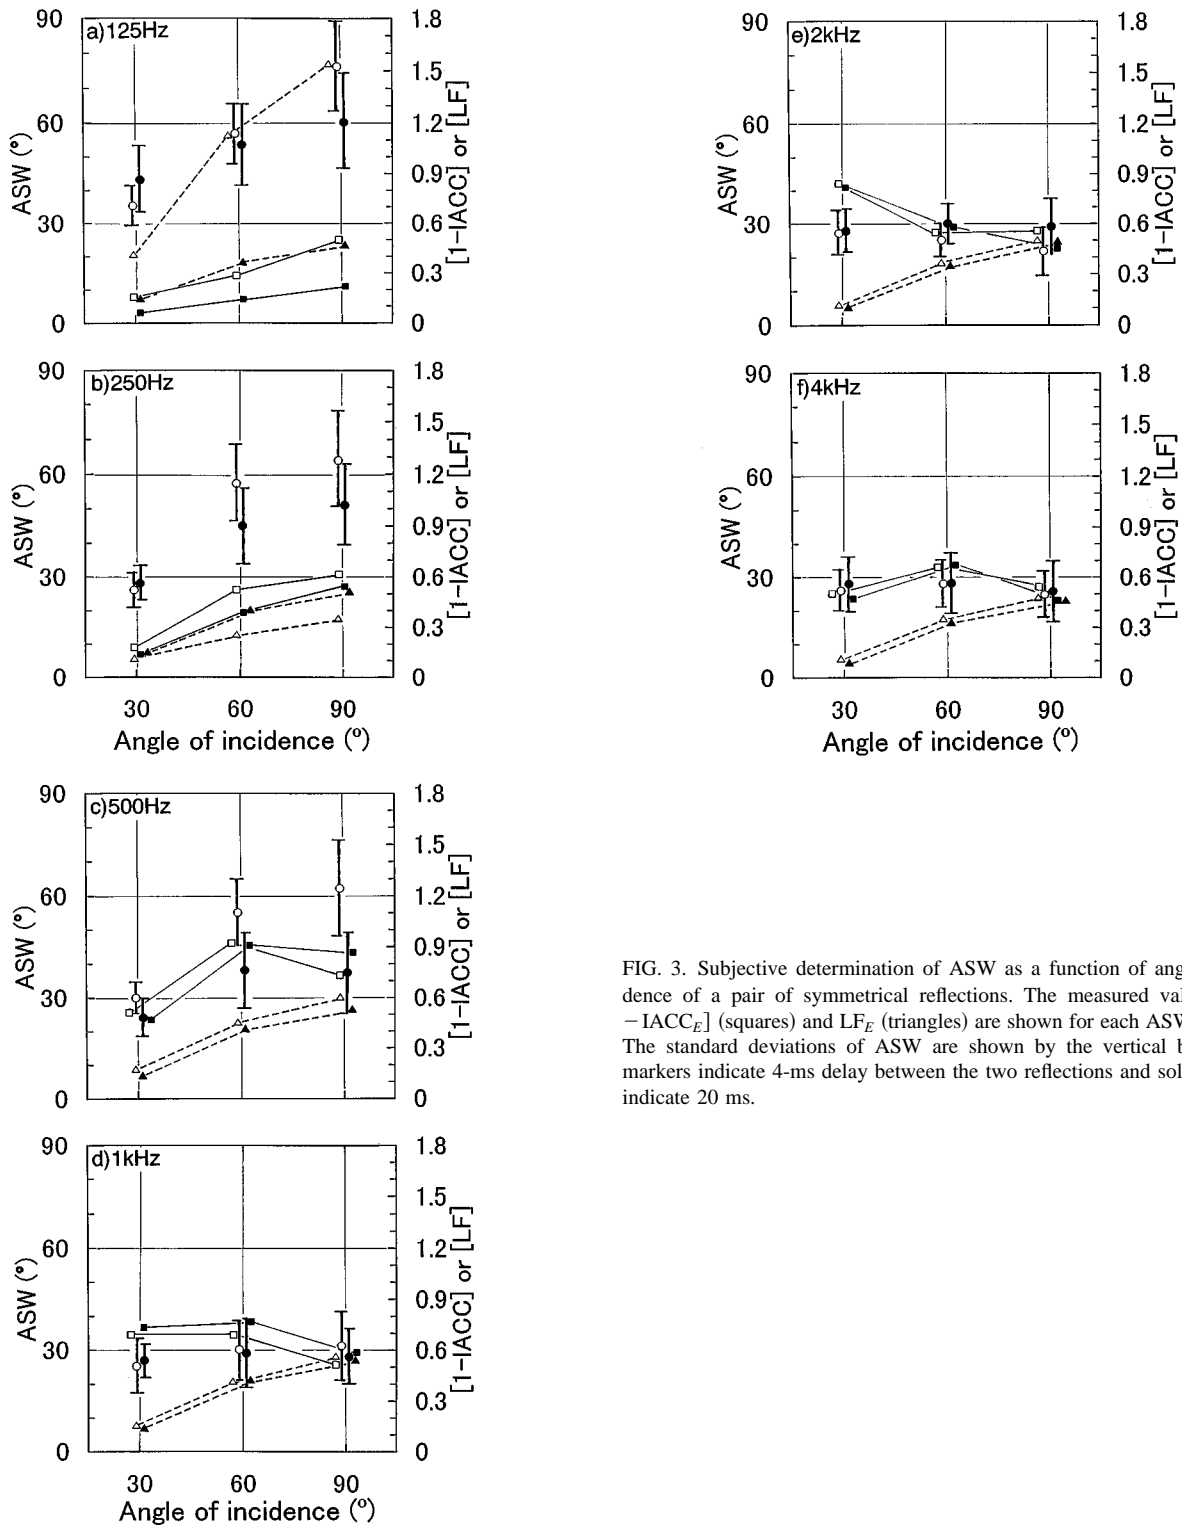 a)125Hz
90
60
30
0
ASW (°)
1.8
1.5
1.2
0.9
0.6
0.3
0
[1-IACC] or [LF]
b)250Hz
90
60
30
0
ASW (°)
1.8
1.5
1.2
0.9
0.6
0.3
0
[1-IACC] or [LF]
30 60 90
Angle of incidence (°)
c)500Hz
90
60
30
0
ASW (°)
1.8
1.5
1.2
0.9
0.6
0.3
0
[1-IACC] or [LF]
d)1kHz
90
60
30
0
ASW (°)
1.8
1.5
1.2
0.9
0.6
0.3
0
[1-IACC] or [LF]
30 60 90
Angle of incidence (°)
e)2kHz
90
60
30
0
ASW (°)
1.8
1.5
1.2
0.9
0.6
0.3
0
[1-IACC] or [LF]
f)4kHz
90
60
30
0
ASW (°)
1.8
1.5
1.2
0.9
0.6
0.3
0
[1-IACC] or [LF]
30 60 90
Angle of incidence (°)
FIG. 3. Subjective determination of ASW as a function of ang
dence of a pair of symmetrical reflections. The measured val
−IACC_E] (squares) and LF_E (triangles) are shown for each ASW
The standard deviations of ASW are shown by the vertical b
markers indicate 4-ms delay between the two reflections and sol
indicate 20 ms.